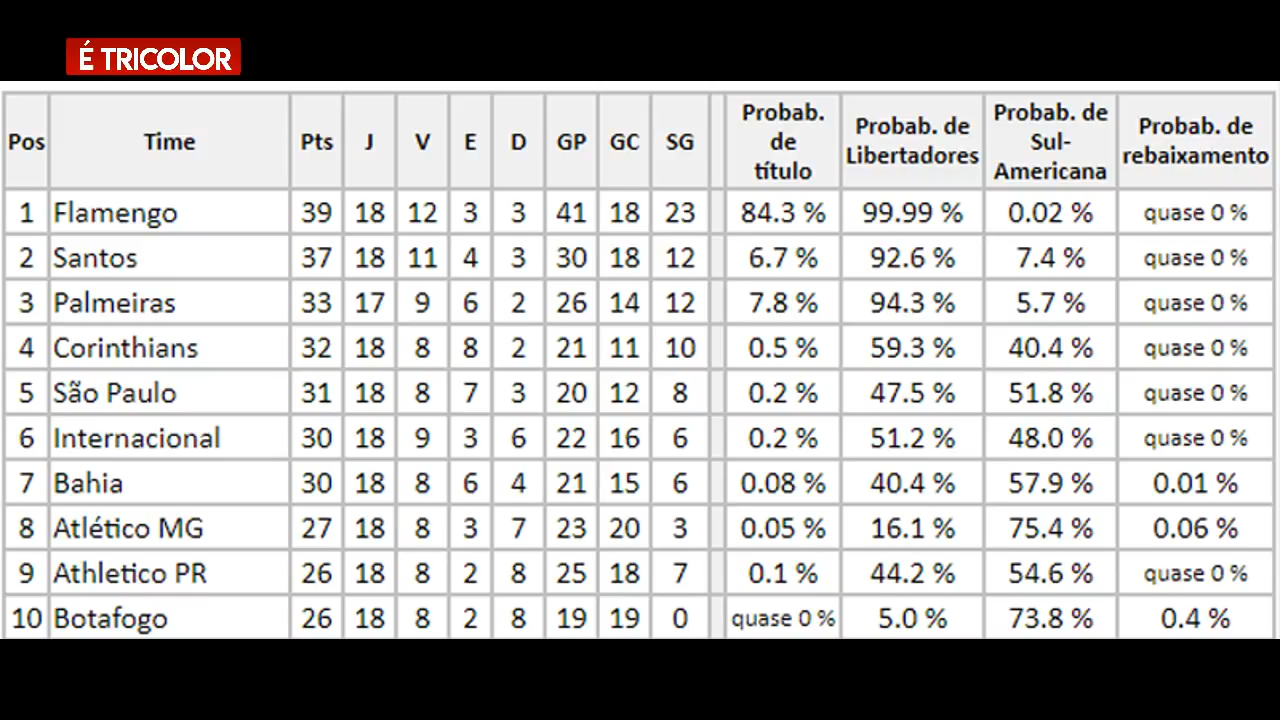 É TRICOLOR
Pos Time Pts J V E D GP GC SG Probab. de título Probab. de Libertadores Probab. de Sul-Americana Probab. de rebaixamento
1 Flamengo 39 18 12 3 3 41 18 23 84.3 % 99.99 % 0.02 % quase 0 %
2 Santos 37 18 11 4 3 30 18 12 6.7 % 92.6 % 7.4 % quase 0 %
3 Palmeiras 33 17 9 6 2 26 14 12 7.8 % 94.3 % 5.7 % quase 0 %
4 Corinthians 32 18 8 8 2 21 11 10 0.5 % 59.3 % 40.4 % quase 0 %
5 São Paulo 31 18 8 7 3 20 12 8 0.2 % 47.5 % 51.8 % quase 0 %
6 Internacional 30 18 9 3 6 22 16 6 0.2 % 51.2 % 48.0 % quase 0 %
7 Bahia 30 18 8 6 4 21 15 6 0.08 % 40.4 % 57.9 % 0.01 %
8 Atlético MG 27 18 8 3 7 23 20 3 0.05 % 16.1 % 75.4 % 0.06 %
9 Athletico PR 26 18 8 2 8 25 18 7 0.1 % 44.2 % 54.6 % quase 0 %
10 Botafogo 26 18 8 2 8 19 19 0 quase 0 % 5.0 % 73.8 % 0.4 %